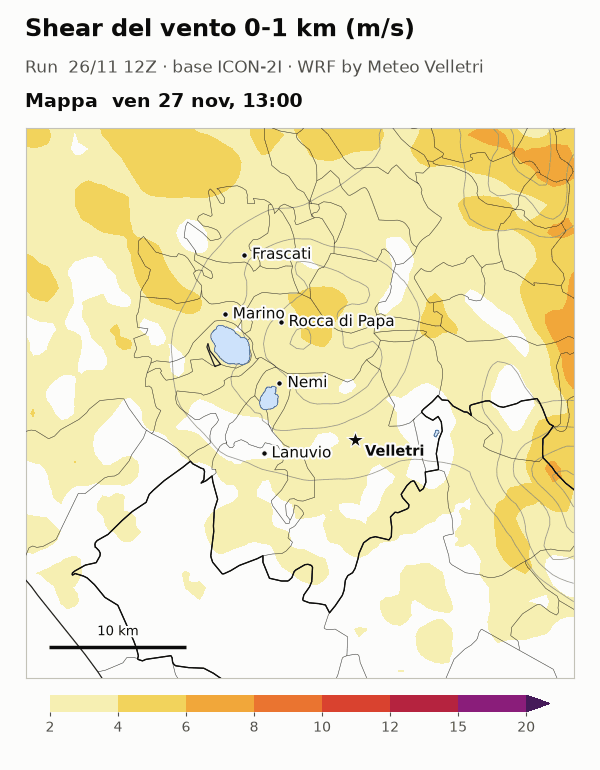 Shear del vento 0-1 km (m/s)
Run  26/11 12Z · base ICON-2I · WRF by Meteo Velletri
Mappa  ven 27 nov, 13:00
Frascati
Marino
Rocca di Papa
Nemi
Velletri
Lanuvio
10 km
2 4 6 8 10 12 15 20